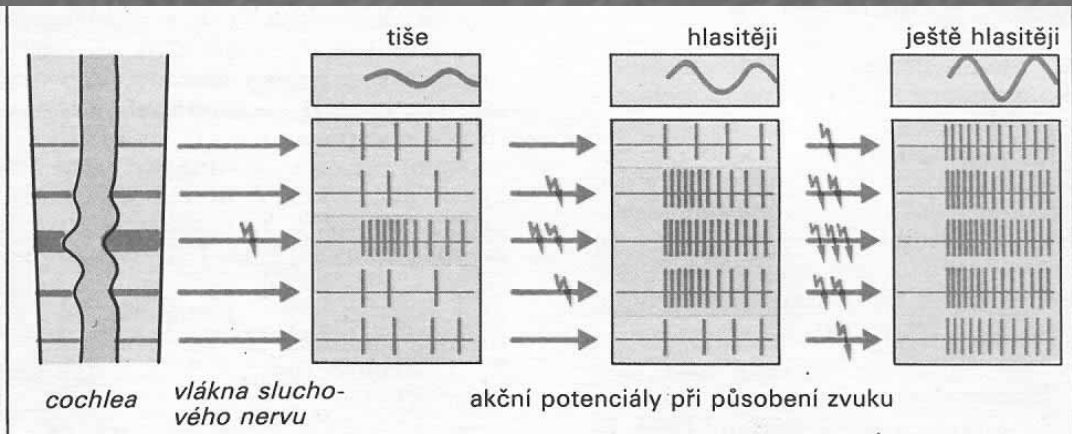 tiše
hlasitěji
ještě hlasitěji
cochlea
vlákna slucho-
vého nervu
akční potenciály při působení zvuku